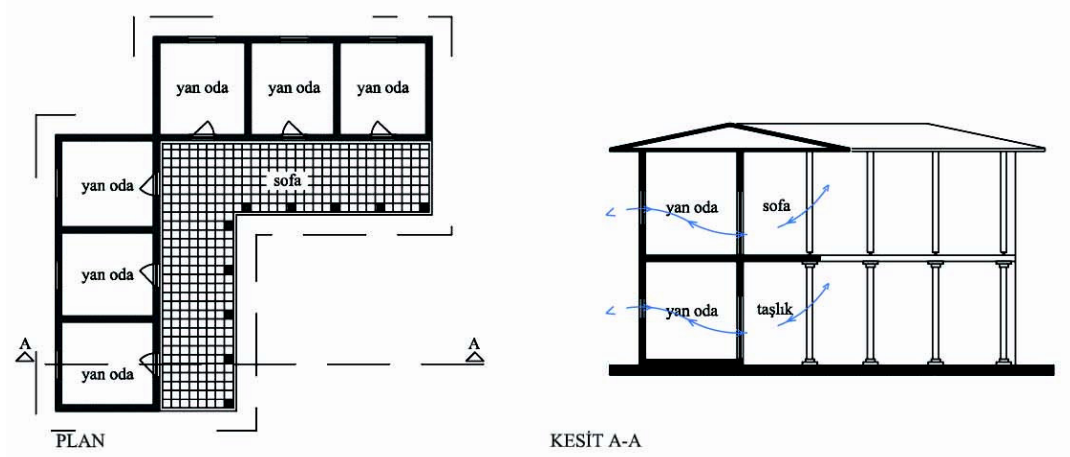 yan oda yan oda yan oda
yan oda
sofa
yan oda
yan oda
A A
PLAN
yan oda sofa
yan oda taşlık
KESİT A-A